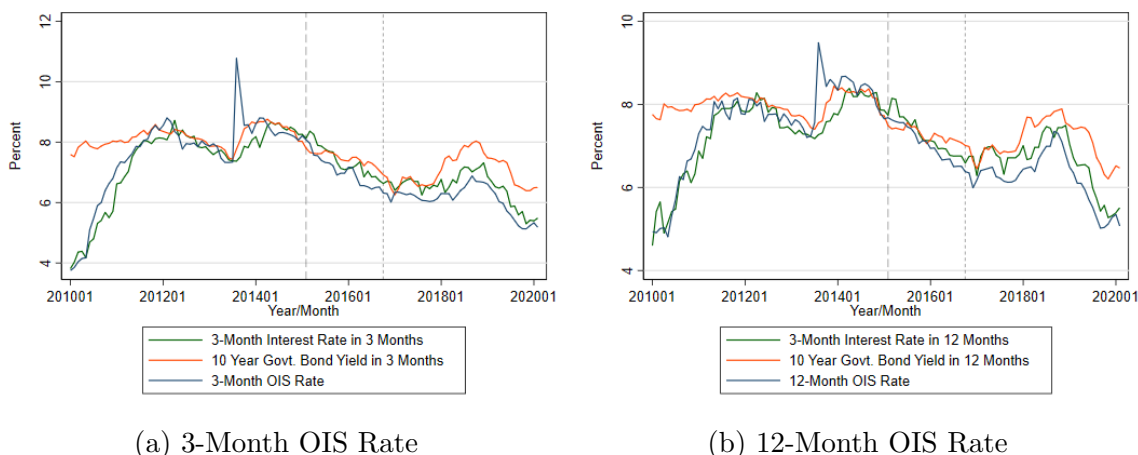 12
10
8
6
4
Percent
201001 201201 201401 201601 201801 202001
Year/Month
3-Month Interest Rate in 3 Months
10 Year Govt. Bond Yield in 3 Months
3-Month OIS Rate
(a) 3-Month OIS Rate
10
8
6
4
Percent
201001 201201 201401 201601 201801 202001
Year/Month
3-Month Interest Rate in 12 Months
10 Year Govt. Bond Yield in 12 Months
12-Month OIS Rate
(b) 12-Month OIS Rate